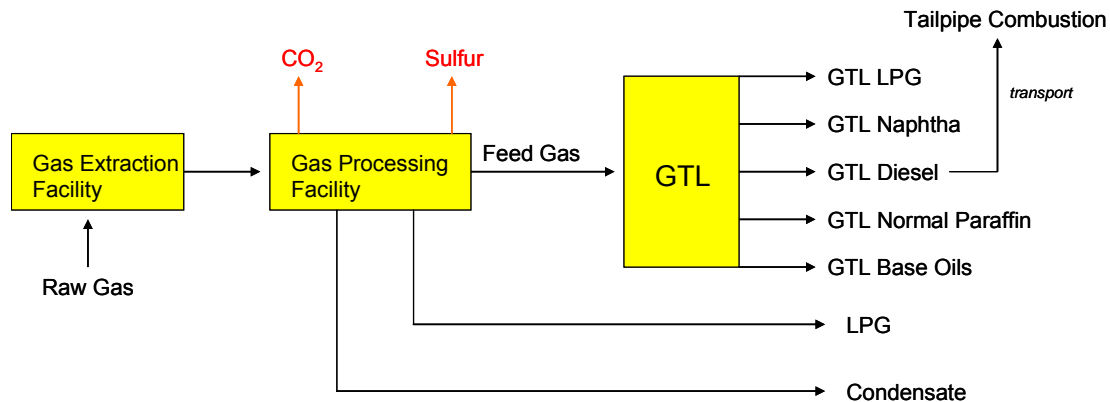 Tailpipe Combustion
CO2
Sulfur
GTL LPG
transport
GTL Naphtha
Gas Extraction
Facility
Gas Processing
Facility
Feed Gas
GTL
GTL Diesel
GTL Normal Paraffin
GTL Base Oils
Raw Gas
LPG
Condensate